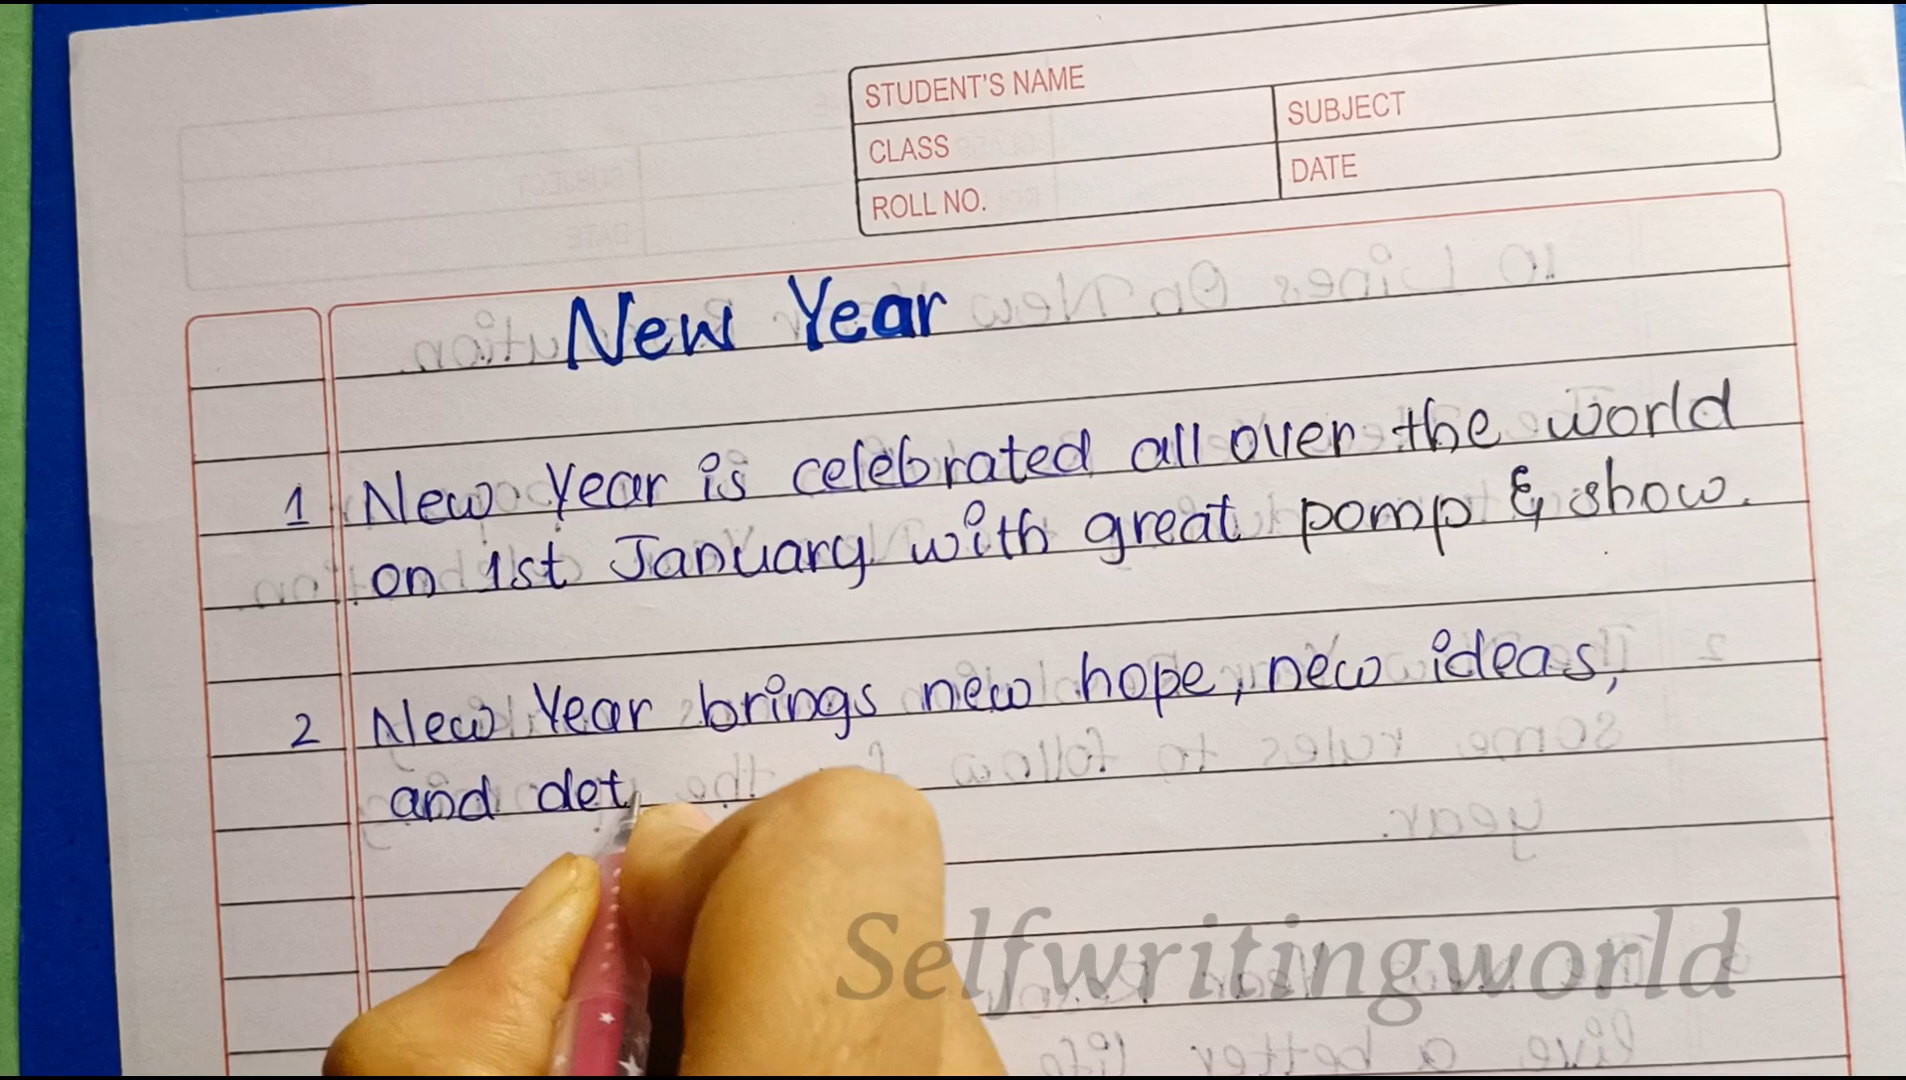 STUDENT'S NAME
CLASS
SUBJECT
ROLL NO.
DATE
New Year
1 New Year is celebrated all over the world
on 1st January with great pomp & show.
2 New Year brings new hope, new ideas,
and det
Selfwritingworld